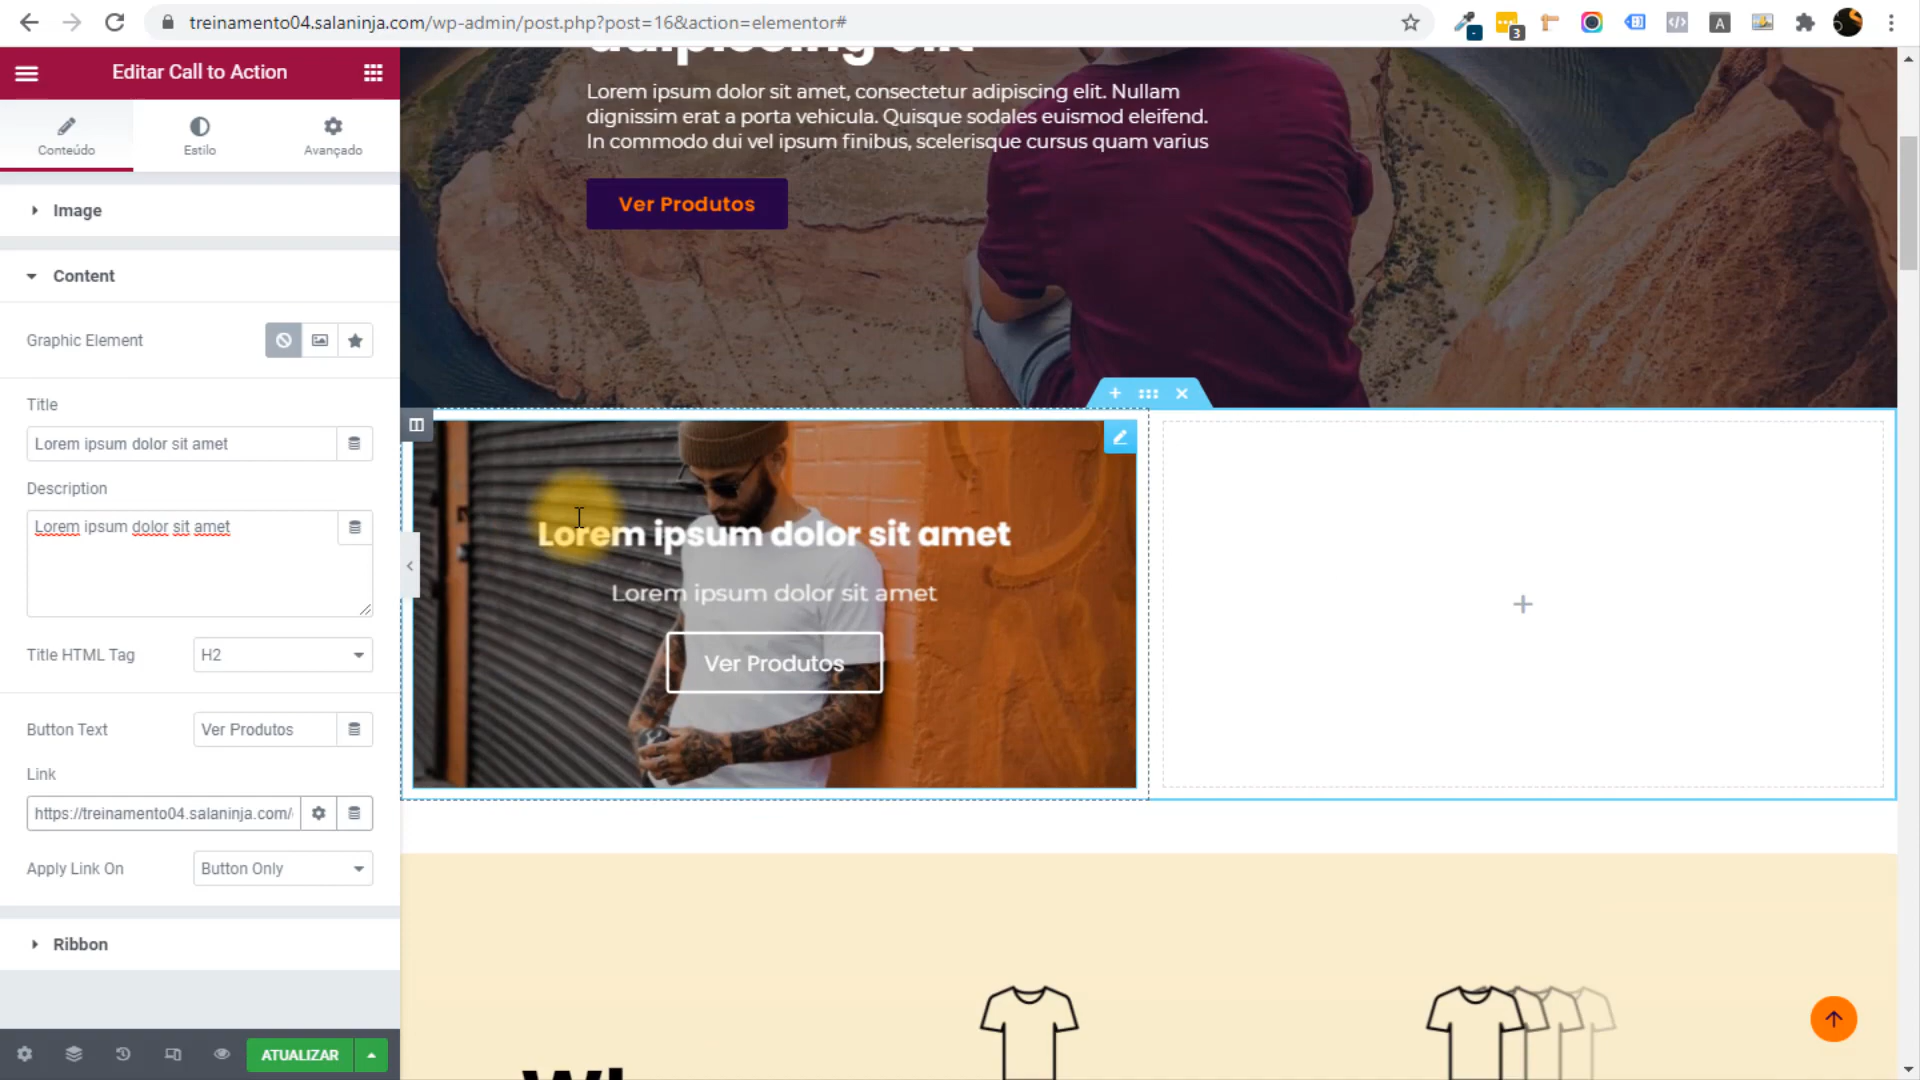 treinamento04.salaninja.com/wp-admin/post.php?post=16&action=elementor#
3
A
Editar Call to Action
Conteúdo
Estilo
Avançado
Image
Content
Graphic Element
Title
Lorem ipsum dolor sit amet
Description
Lorem ipsum dolor sit amet
Title HTML Tag
H2
Button Text
Ver Produtos
Link
https://treinamento04.salaninja.com/
Apply Link On
Button Only
Ribbon
ATUALIZAR
adipiscing elit
Lorem ipsum dolor sit amet, consectetur adipiscing elit. Nullam
dignissim erat a porta vehicula. Quisque sodales euismod eleifend.
In commodo dui vel ipsum finibus, scelerisque cursus quam varius
Ver Produtos
Lorem ipsum dolor sit amet
Lorem ipsum dolor sit amet
Ver Produtos